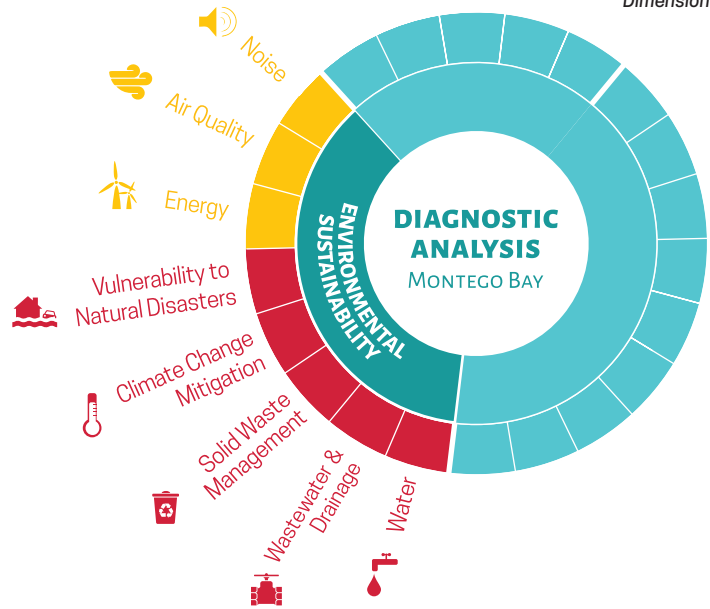 Dimension
Noise
Air Quality
Energy
Vulnerability to
Natural Disasters
Climate Change
Mitigation
Solid Waste
Management
Wastewater &
Drainage
Water
ENVIRONMENTAL
SUSTAINABILITY
DIAGNOSTIC
ANALYSIS
MONTEGO BAY